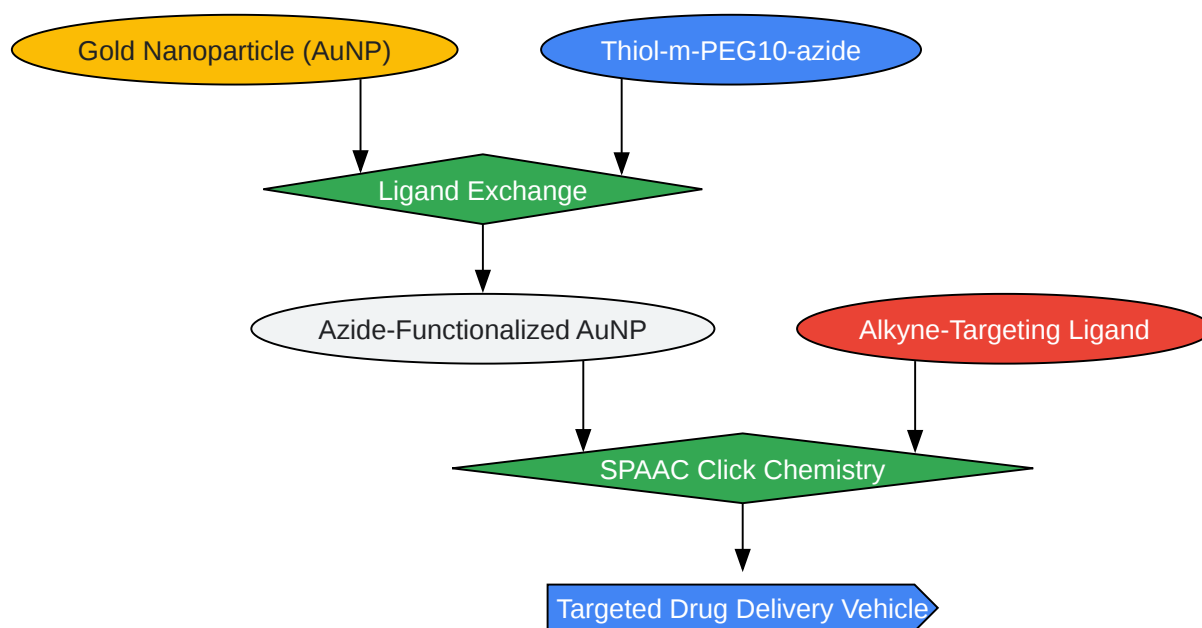 Gold Nanoparticle (AuNP)
Thiol-m-PEG10-azide
Ligand Exchange
Azide-Functionalized AuNP
Alkyne-Targeting Ligand
SPAAC Click Chemistry
Targeted Drug Delivery Vehicle